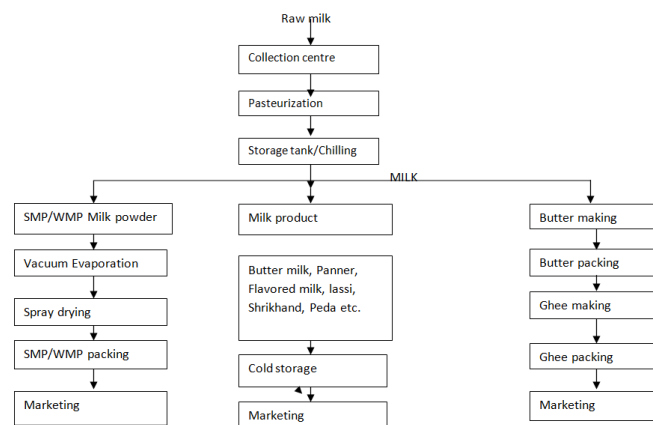 Raw milk
Collection centre
Pasteurization
Storage tank/Chilling
MILK
SMP/WMP Milk powder
Vacuum Evaporation
Spray drying
SMP/WMP packing
Marketing
Milk product
Butter milk, Panner,
Flavored milk, lassi,
Shrikhand, Peda etc.
Cold storage
Marketing
Butter making
Butter packing
Ghee making
Ghee packing
Marketing